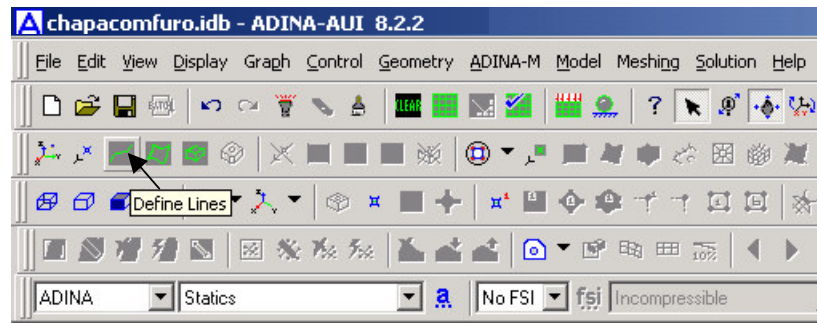 chapacomfuro.idb - ADINA-AUI 8.2.2
File Edit View Display Graph Control Geometry ADINA-M Model Meshing Solution Help
CLEAR ?
Define Lines
10%
ADINA Statics a No FSI fsi Incompressible